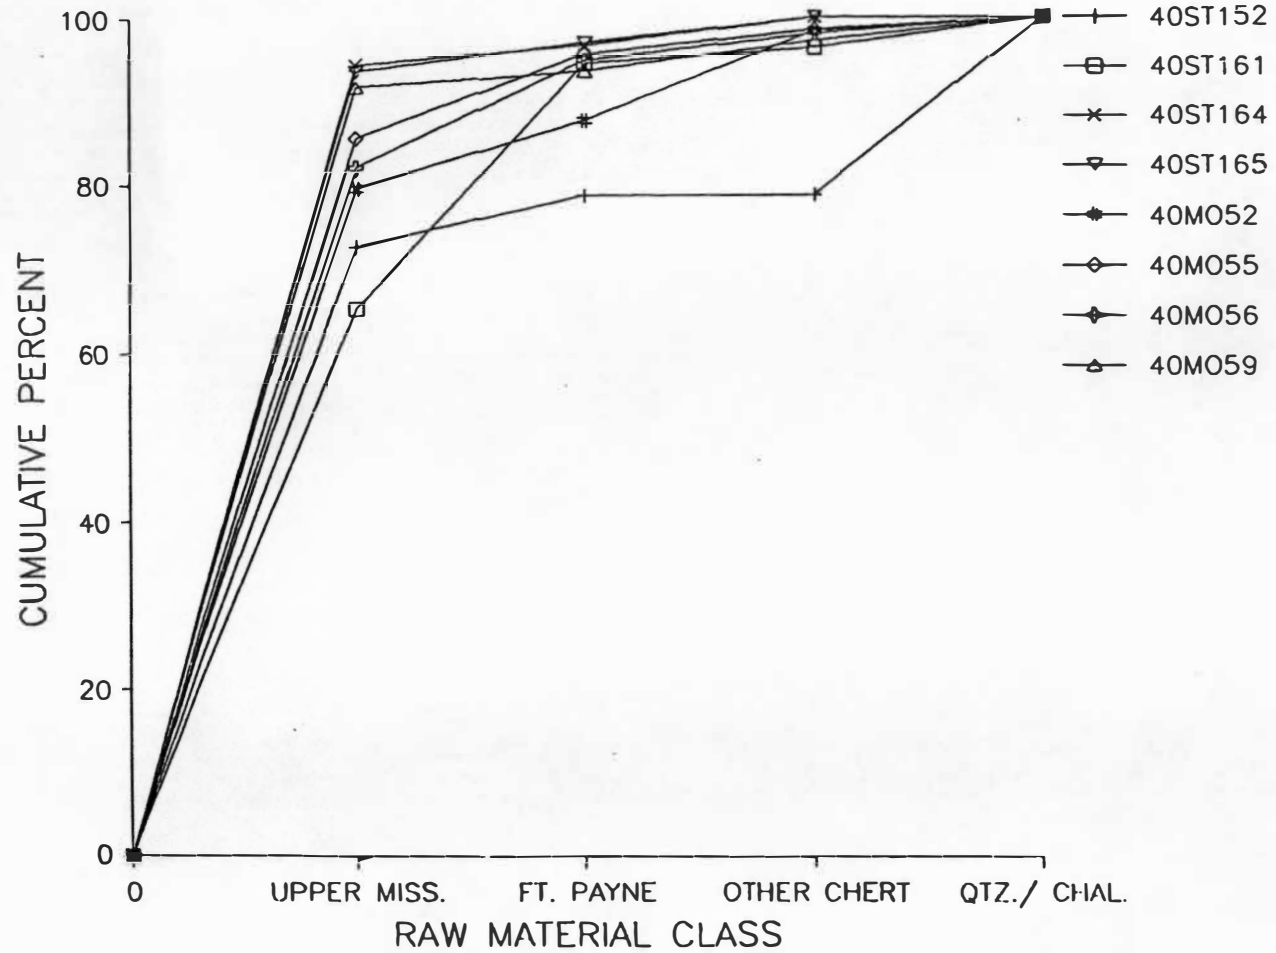 100
80
60
40
20
0
CUMULATIVE PERCENT
0 UPPER MISS. FT. PAYNE OTHER CHERT QTZ./ CHAL.
RAW MATERIAL CLASS
40ST152
40ST161
40ST164
40ST165
40MO52
40MO55
40MO56
40MO59